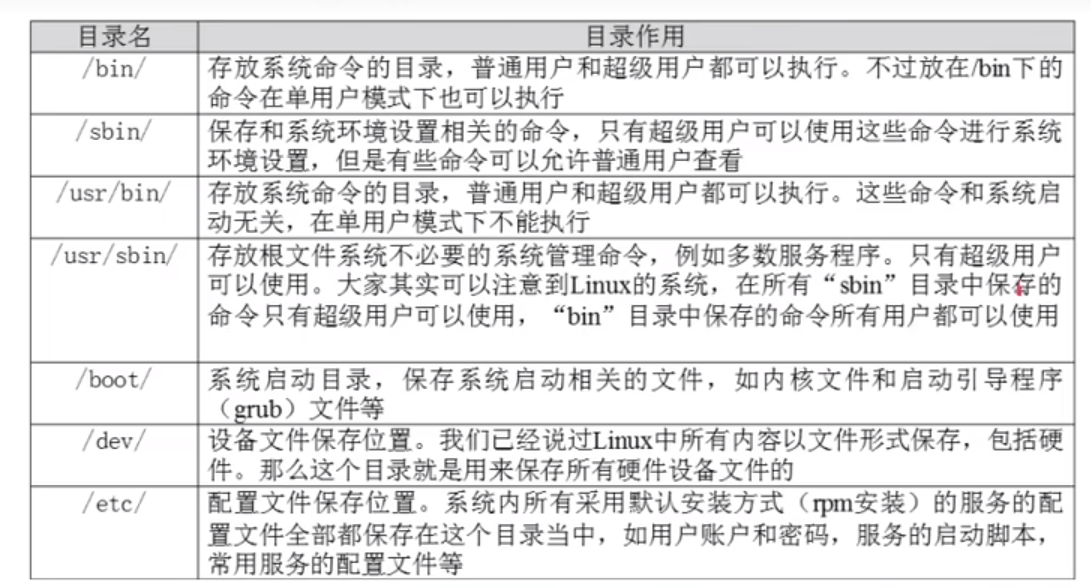 目录名 目录作用
/bin/ 存放系统命令的目录，普通用户和超级用户都可以执行。不过放在/bin下的
命令在单用户模式下也可以执行
/sbin/ 保存和系统环境设置相关的命令，只有超级用户可以使用这些命令进行系统
环境设置，但是有些命令可以允许普通用户查看
/usr/bin/ 存放系统命令的目录，普通用户和超级用户都可以执行。这些命令和系统启
动无关，在单用户模式下不能执行
/usr/sbin/ 存放根文件系统不必要的系统管理命令，例如多数服务程序。只有超级用户
可以使用。大家其实可以注意到Linux的系统，在所有“sbin”目录中保存的
命令只有超级用户可以使用，“bin”目录中保存的命令所有用户都可以使用
/boot/ 系统启动目录，保存系统启动相关的文件，如内核文件和启动引导程序
（grub）文件等
/dev/ 设备文件保存位置。我们已经说过Linux中所有内容以文件形式保存，包括硬
件。那么这个目录就是用来保存所有硬件设备文件的
/etc/ 配置文件保存位置。系统内所有采用默认安装方式（rpm安装）的服务的配
置文件全部都保存在这个目录当中，如用户账户和密码，服务的启动脚本，
常用服务的配置文件等